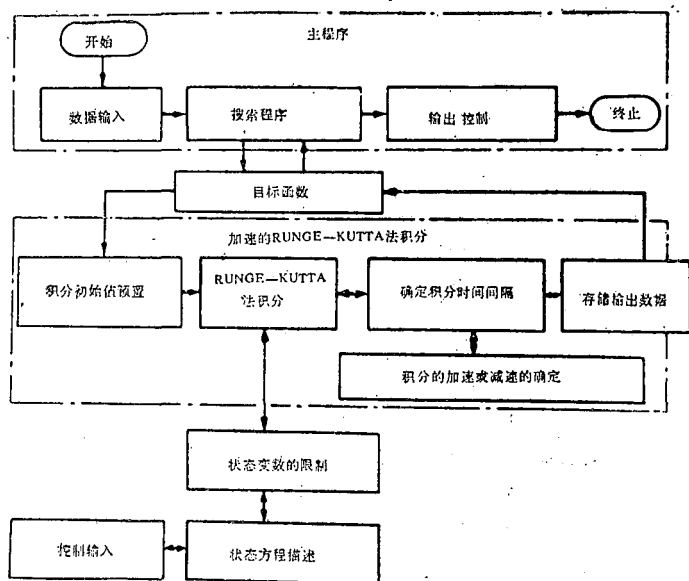 主程序
开始
数据输入
搜索程序
输出控制
终止
目标函数
加速的RUNGE—KUTTA法积分
积分初始值预置
RUNGE—KUTTA
法积分
确定积分时间间隔
存储输出数据
积分的加速或减速的确定
状态变数的限制
控制输入
状态方程描述